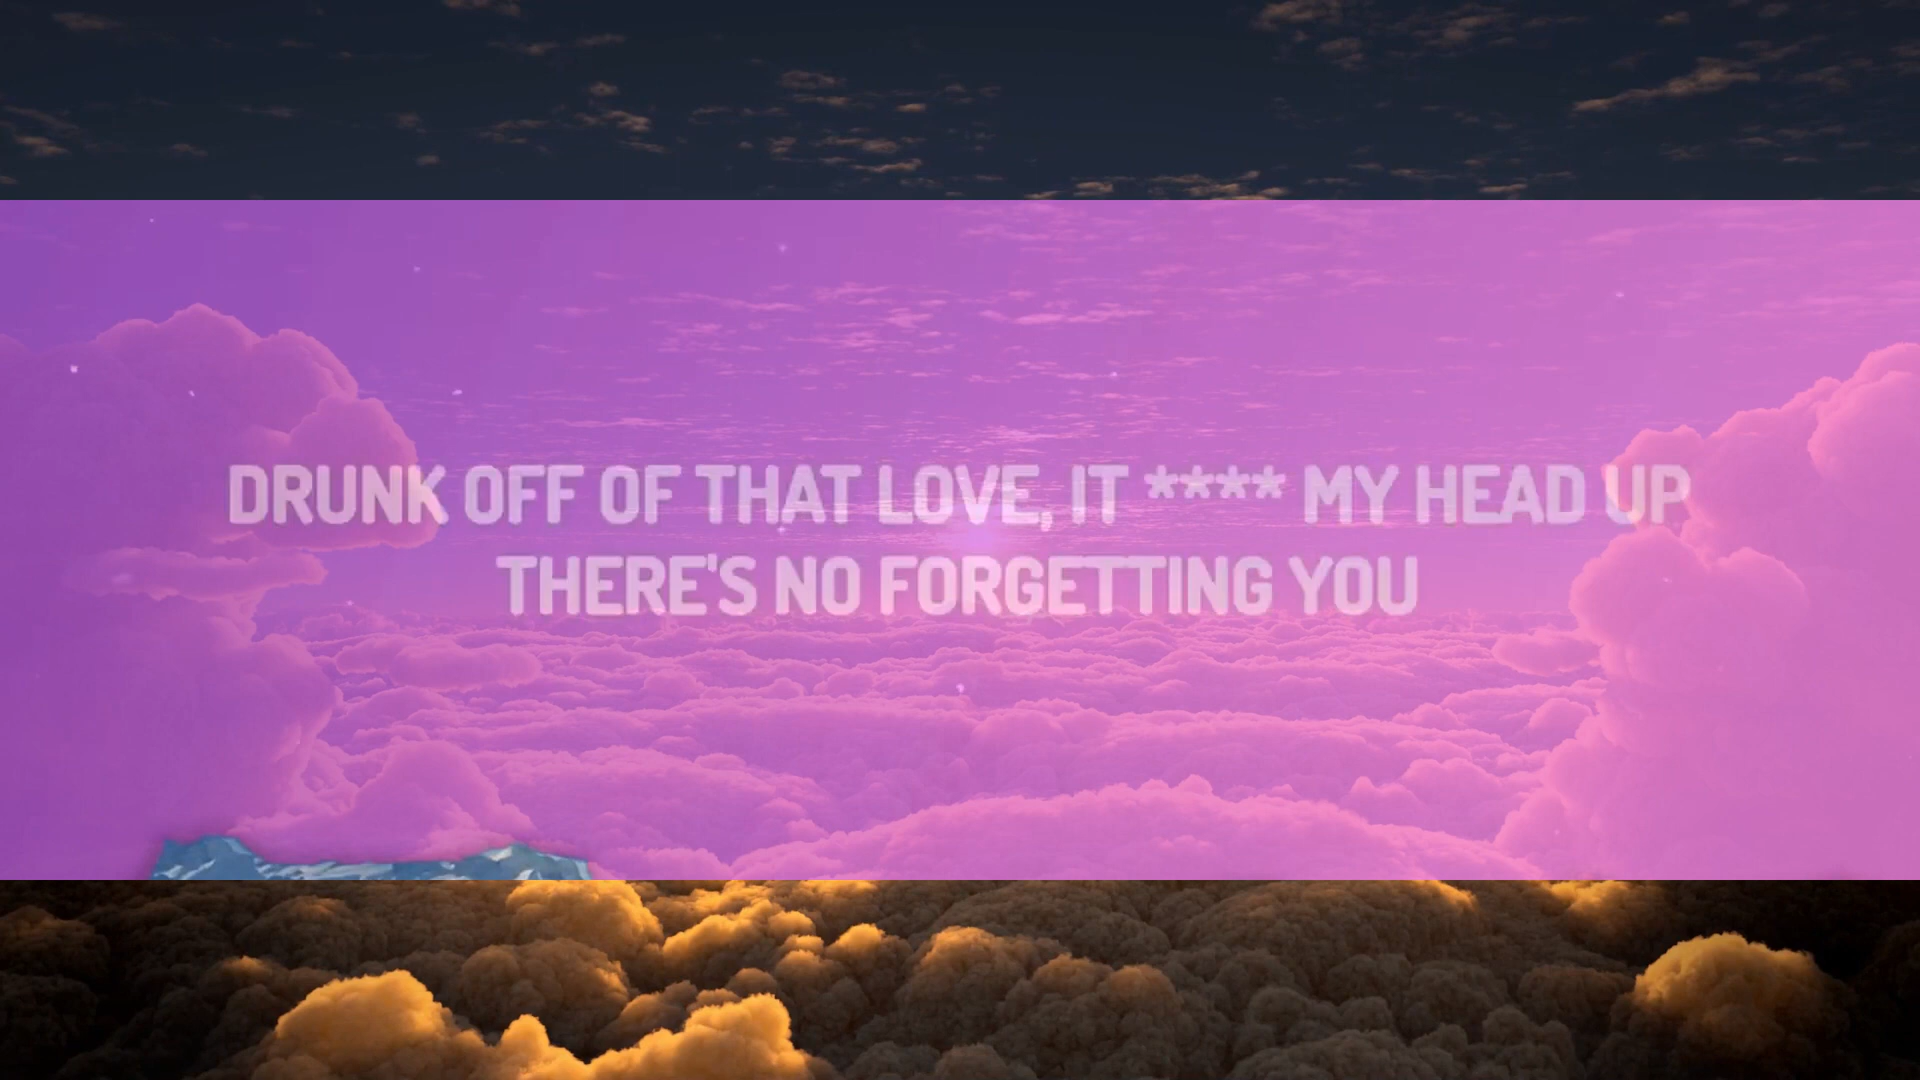 DRUNK OFF OF THAT LOVE, IT **** MY HEAD UP
THERE'S NO FORGETTING YOU